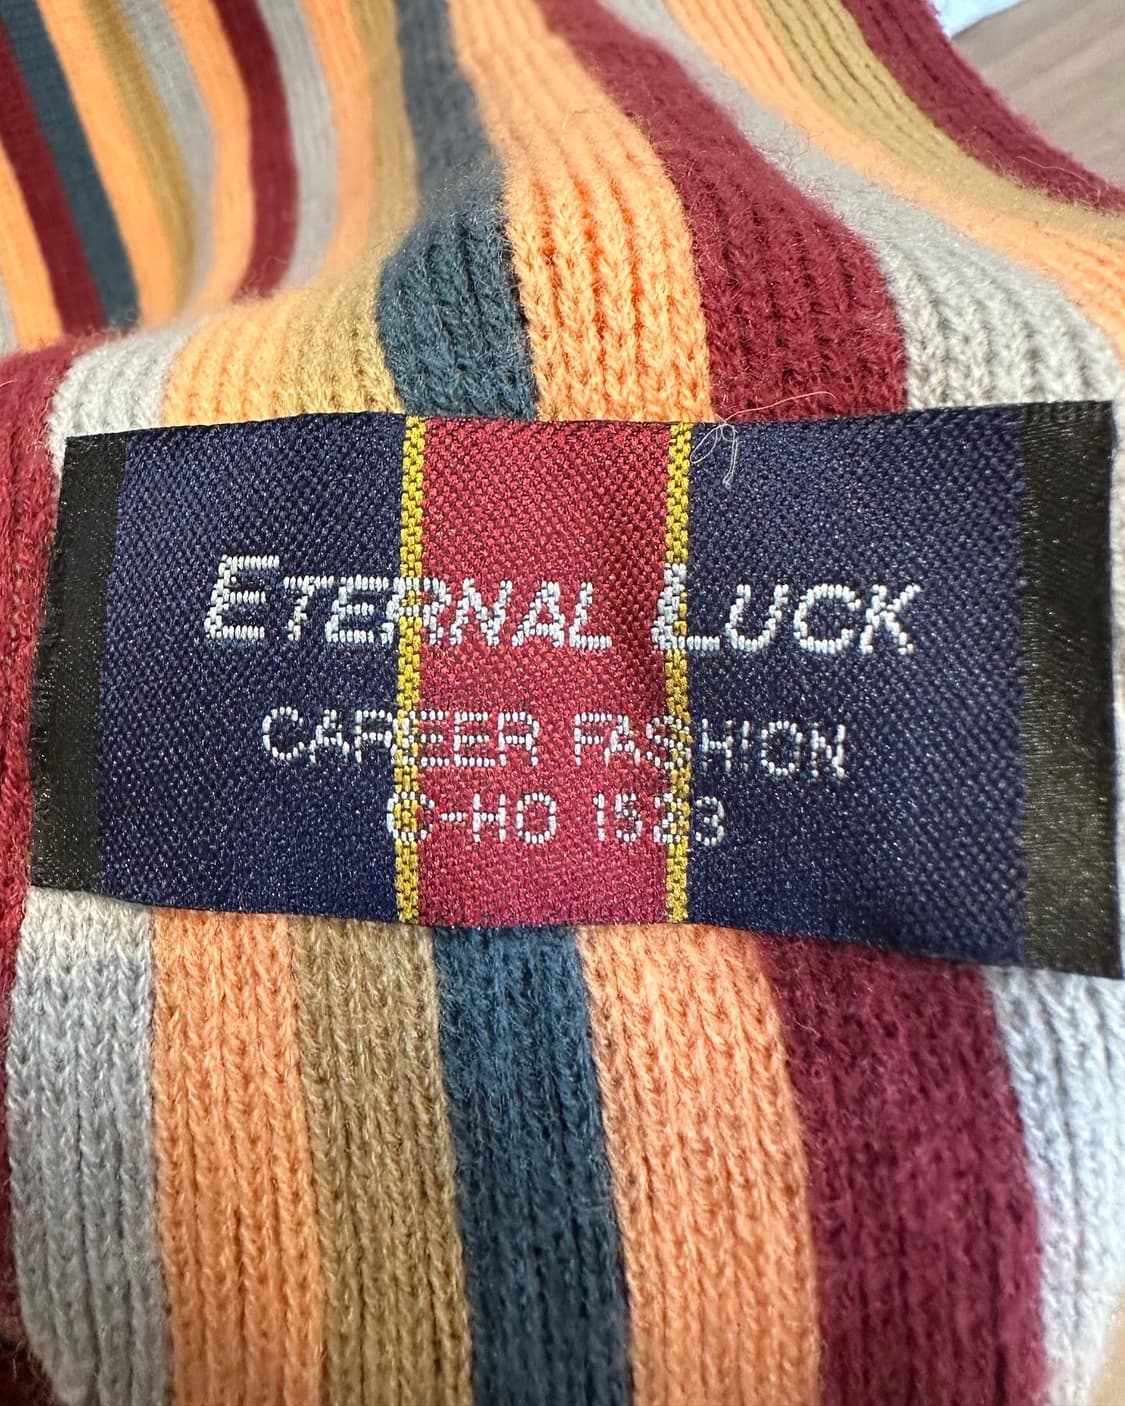 ETERNAL LUCK
CAREER FASHION
C-HO 1523